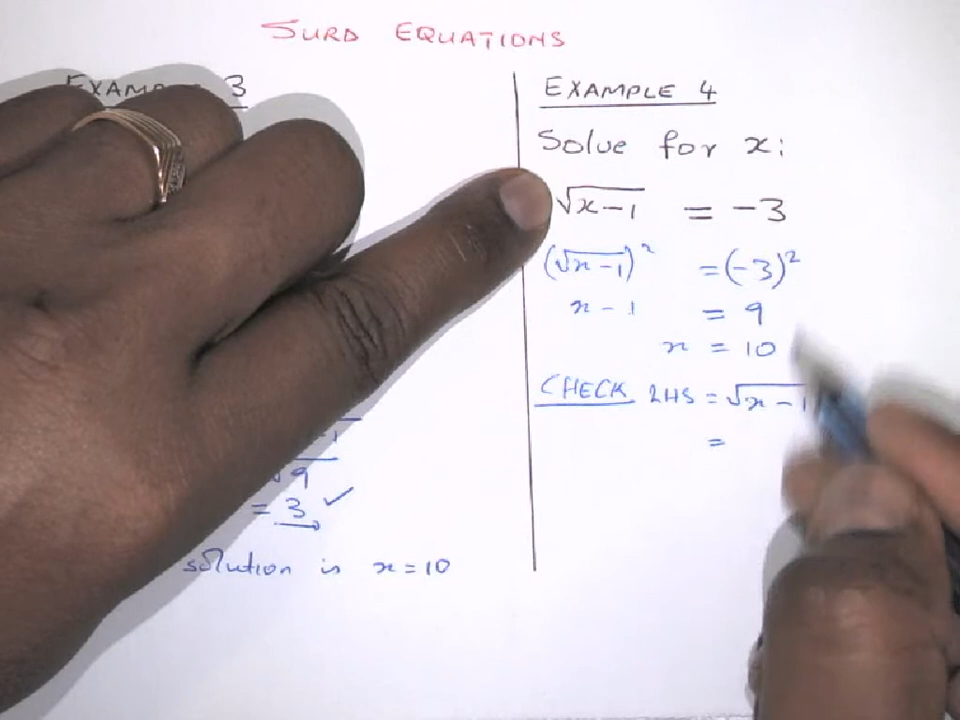 SURD EQUATIONS
3
√9
= 3 ✓
solution is x = 10
EXAMPLE 4
Solve for x:
√x-1 = -3
(√x-1)² = (-3)²
x - 1 = 9
x = 10
CHECK LHS = √x-1
=